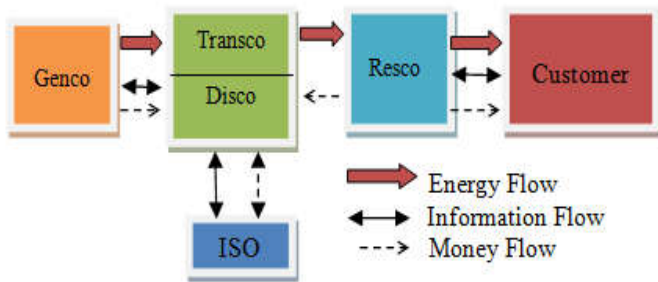 Genco
Transco
Disco
Resco
Customer
ISO
Energy Flow
Information Flow
Money Flow